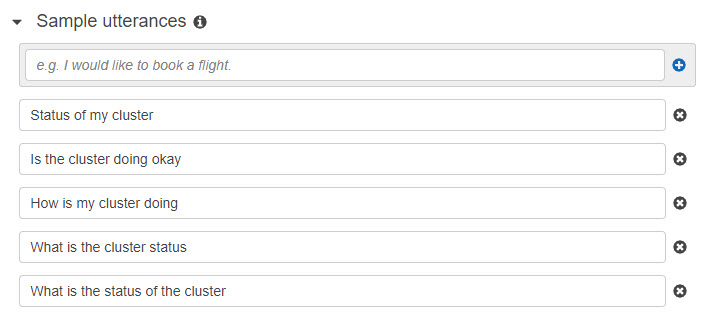 Sample utterances
e.g. I would like to book a flight.
Status of my cluster
Is the cluster doing okay
How is my cluster doing
What is the cluster status
What is the status of the cluster